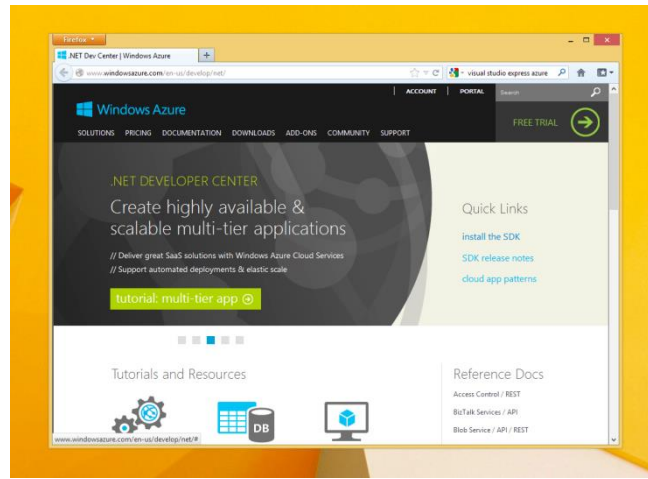 Firefox
.NET Dev Center | Windows Azure
www.windowsazure.com/en-us/develop/net/
visual studio express azure
ACCOUNT | PORTAL
Search
Windows Azure
FREE TRIAL
SOLUTIONS PRICING DOCUMENTATION DOWNLOADS ADD-ONS COMMUNITY SUPPORT
.NET DEVELOPER CENTER
Create highly available &
scalable multi-tier applications
// Deliver great SaaS solutions with Windows Azure Cloud Services
// Support automated deployments & elastic scale
tutorial: multi-tier app
Quick Links
install the SDK
SDK release notes
cloud app patterns
Tutorials and Resources
DB
Reference Docs
Access Control / REST
BizTalk Services / API
Blob Service / API / REST
www.windowsazure.com/en-us/develop/net/#